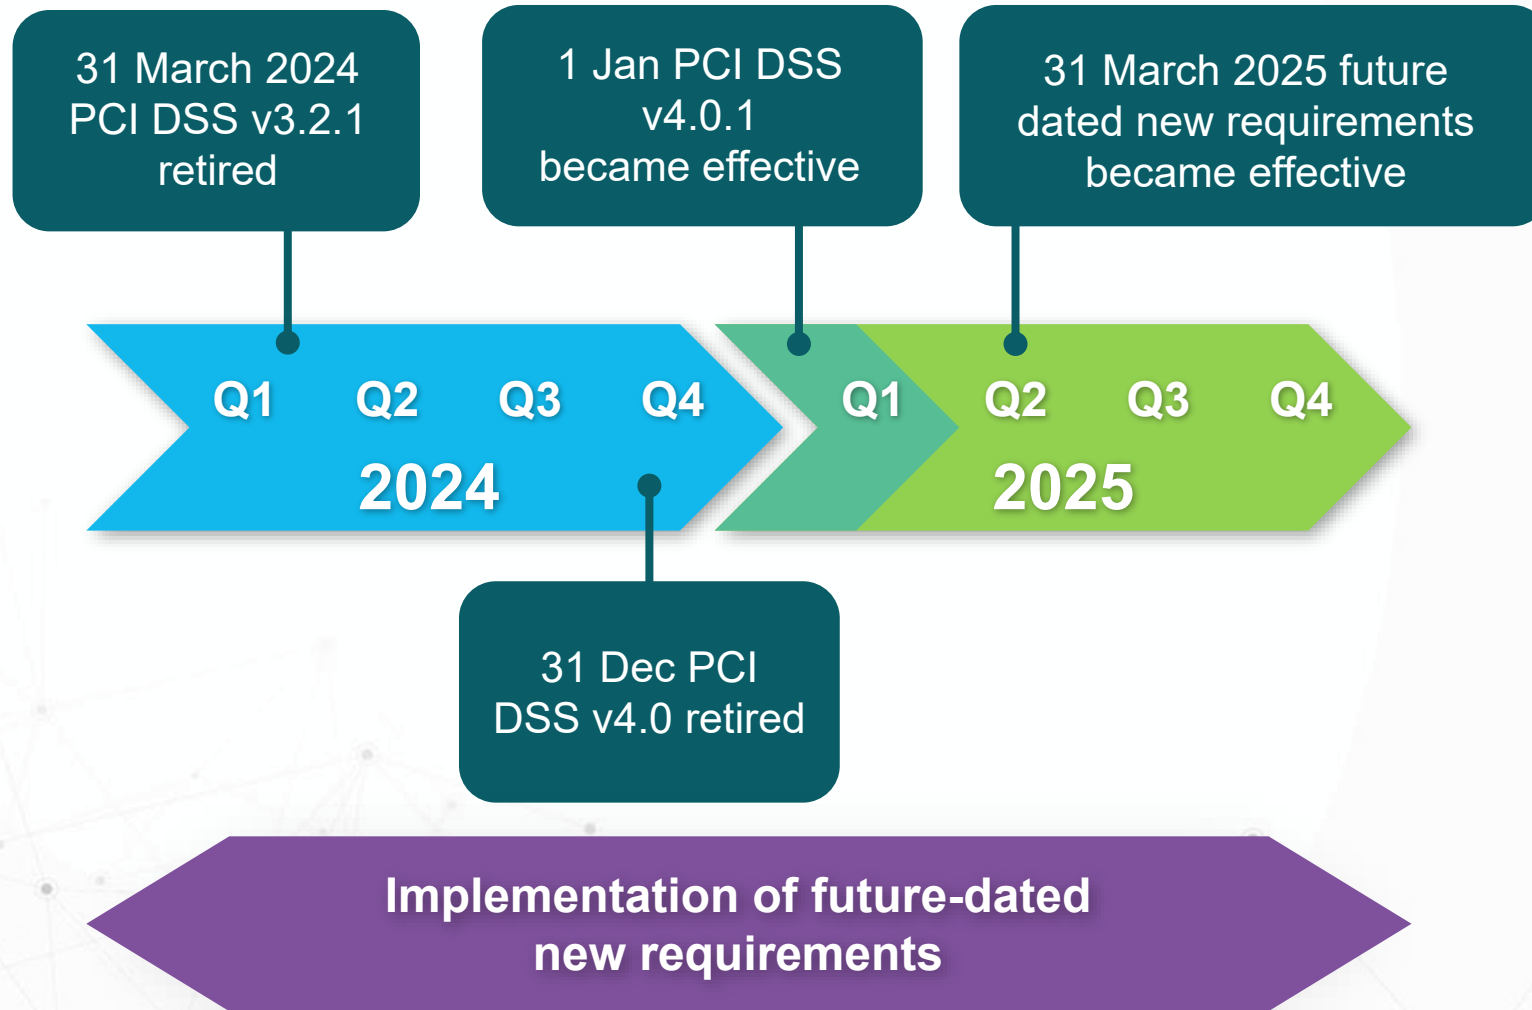 31 March 2024
PCI DSS v3.2.1
retired
1 Jan PCI DSS
v4.0.1
became effective
31 March 2025 future
dated new requirements
became effective
Q1 Q2 Q3 Q4
2024
Q1 Q2 Q3 Q4
2025
31 Dec PCI
DSS v4.0 retired
Implementation of future-dated
new requirements